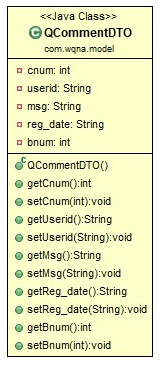 <<Java Class>>
QCommentDTO
com.wqna.model
cnum: int
userid: String
msg: String
reg_date: String
bnum: int
QCommentDTO()
getCnum():int
setCnum(int):void
getUserid():String
setUserid(String):void
getMsg():String
setMsg(String):void
getReg_date():String
setReg_date(String):void
getBnum():int
setBnum(int):void